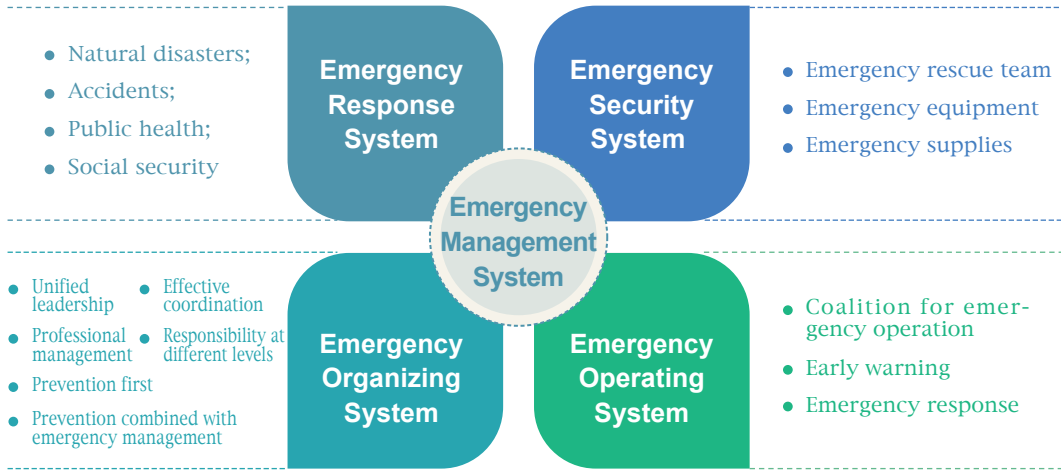 Natural disasters;
Accidents;
Public health;
Social security
Emergency
Response
System
Emergency
Security
System
Emergency rescue team
Emergency equipment
Emergency supplies
Emergency
Management
System
Unified
leadership
Effective
coordination
Professional
management
Responsibility at
different levels
Prevention first
Prevention combined with
emergency management
Emergency
Organizing
System
Emergency
Operating
System
Coalition for emer-
gency operation
Early warning
Emergency response